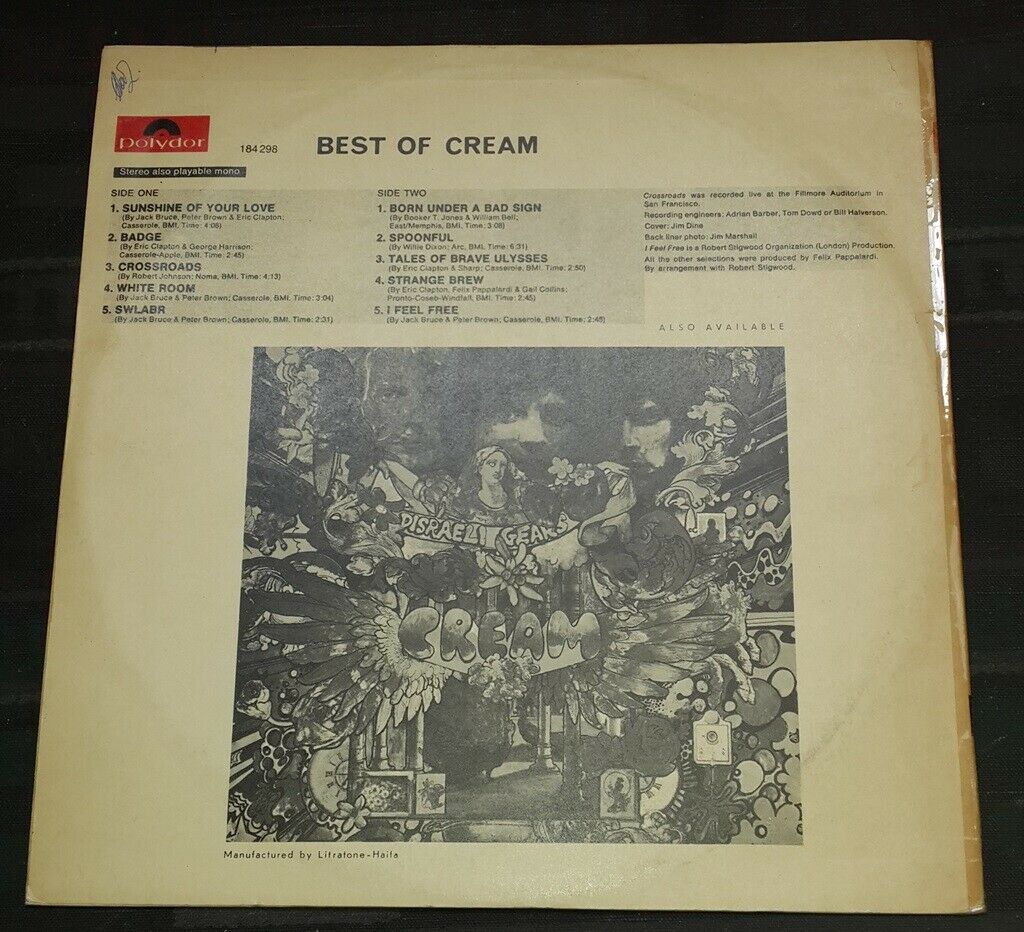 polydor
184 298
BEST OF CREAM
Stereo also playable mono
SIDE ONE
1. SUNSHINE OF YOUR LOVE
(By Jack Bruce, Peter Brown & Eric Clapton;
Casserole, BMI. Time: 4:08)
2. BADGE
(By Eric Clapton & George Harrison;
Casserole-Apple, BMI. Time: 2:45)
3. CROSSROADS
(By Robert Johnson; Noma, BMI. Time: 4:13)
4. WHITE ROOM
(By Jack Bruce & Peter Brown; Casserole, BMI. Time: 3:04)
5. SWLABR
(By Jack Bruce & Peter Brown; Casserole, BMI. Time: 2:31)
SIDE TWO
1. BORN UNDER A BAD SIGN
(By Booker T. Jones & William Bell;
East/Memphis, BMI. Time: 3:08)
2. SPOONFUL
(By Willie Dixon; Arc, BMI. Time: 6:31)
3. TALES OF BRAVE ULYSSES
(By Eric Clapton & Sharp; Casserole, BMI. Time: 2:50)
4. STRANGE BREW
(By Eric Clapton, Felix Pappalardi & Gail Collins;
Pronto-Coseb-Windfall, BMI. Time: 2:45)
5. I FEEL FREE
(By Jack Bruce & Peter Brown; Casserole, BMI. Time: 2:48)
Crossroads was recorded live at the Fillmore Auditorium in
San Francisco.
Recording engineers: Adrian Barber, Tom Dowd or Bill Halverson.
Cover: Jim Dine
Back liner photo: Jim Marshall
I Feel Free is a Robert Stigwood Organization (London) Production.
All the other selections were produced by Felix Pappalardi.
By arrangement with Robert Stigwood.
ALSO AVAILABLE
DISRAELI GEARS
CREAM
Manufactured by Litratone-Haifa